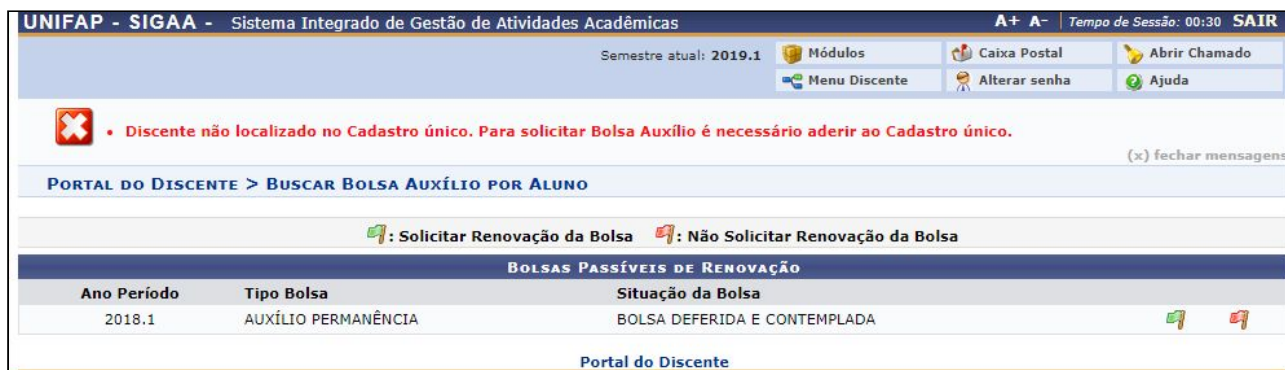 UNIFAP - SIGAA - Sistema Integrado de Gestão de Atividades Acadêmicas A+ A- | Tempo de Sessão: 00:30 SAIR
Semestre atual: 2019.1 Módulos Caixa Postal Abrir Chamado
Menu Discente Alterar senha Ajuda
• Discente não localizado no Cadastro único. Para solicitar Bolsa Auxílio é necessário aderir ao Cadastro único.
(x) fechar mensagens
PORTAL DO DISCENTE > BUSCAR BOLSA AUXÍLIO POR ALUNO
: Solicitar Renovação da Bolsa : Não Solicitar Renovação da Bolsa
BOLSAS PASSÍVEIS DE RENOVAÇÃO
Ano Período Tipo Bolsa Situação da Bolsa
2018.1 AUXÍLIO PERMANÊNCIA BOLSA DEFERIDA E CONTEMPLADA
Portal do Discente